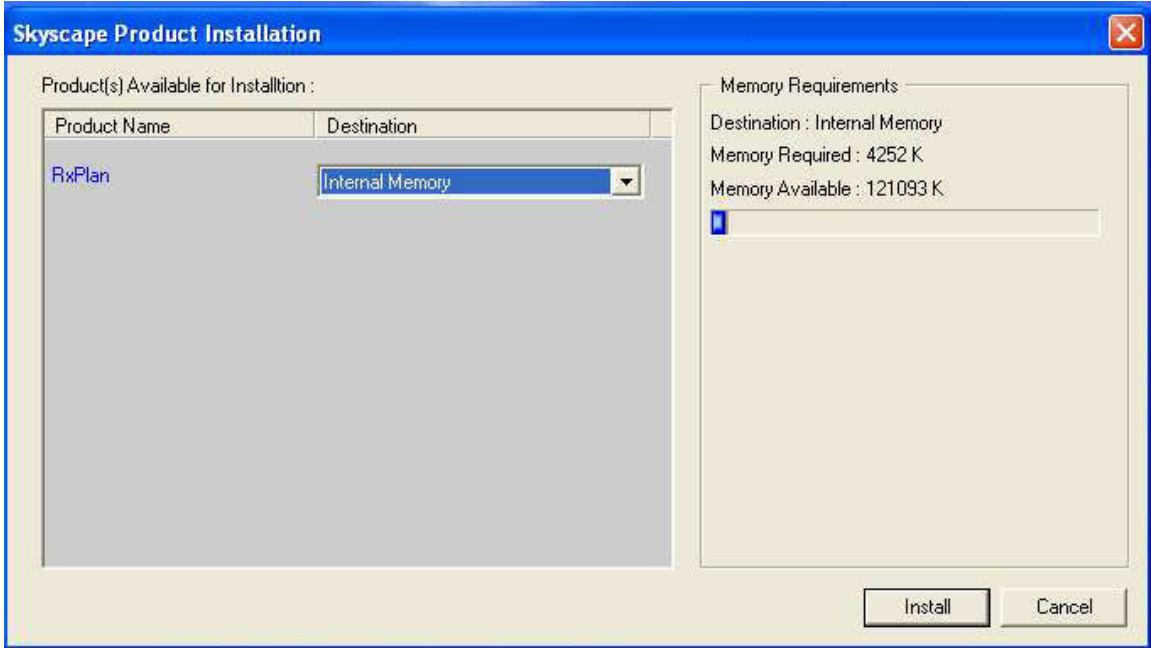 Skyscape Product Installation
Product(s) Available for Installtion :
Product Name Destination
RxPlan Internal Memory
Memory Requirements
Destination : Internal Memory
Memory Required : 4252 K
Memory Available : 121093 K
Install Cancel